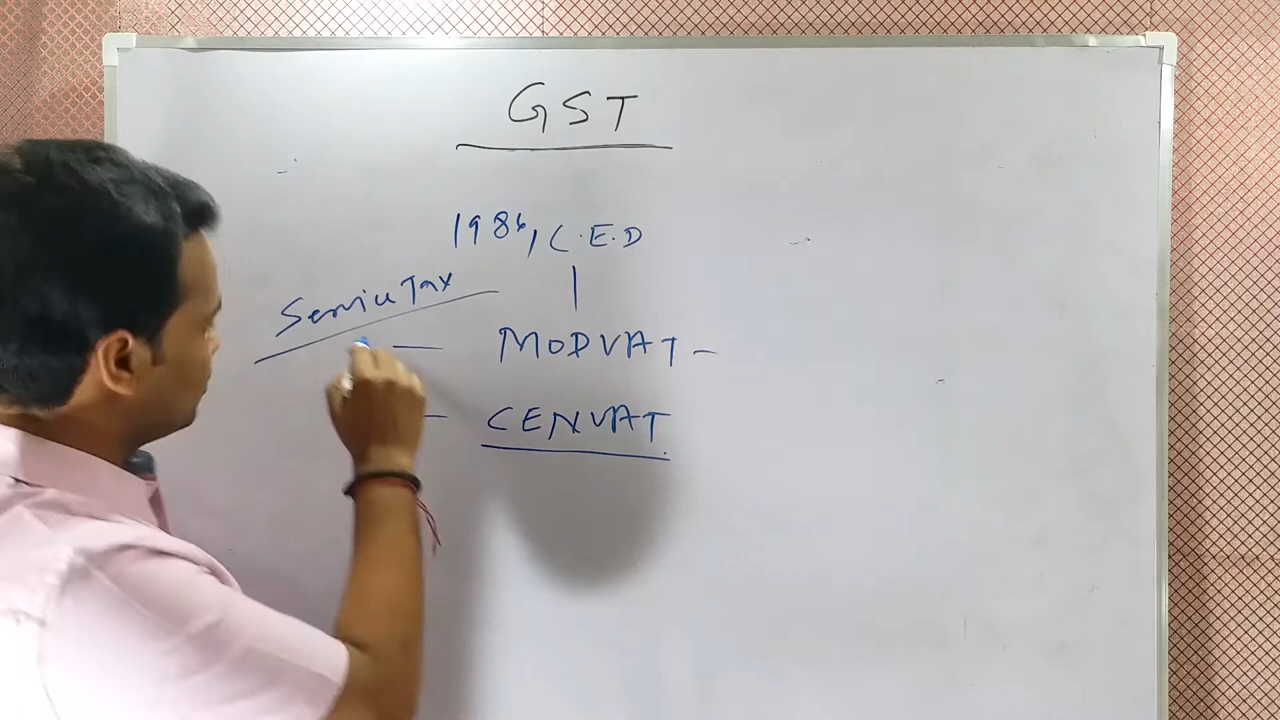 GST
1986, C.E.D
Service Tax
— MODVAT –
— CENVAT